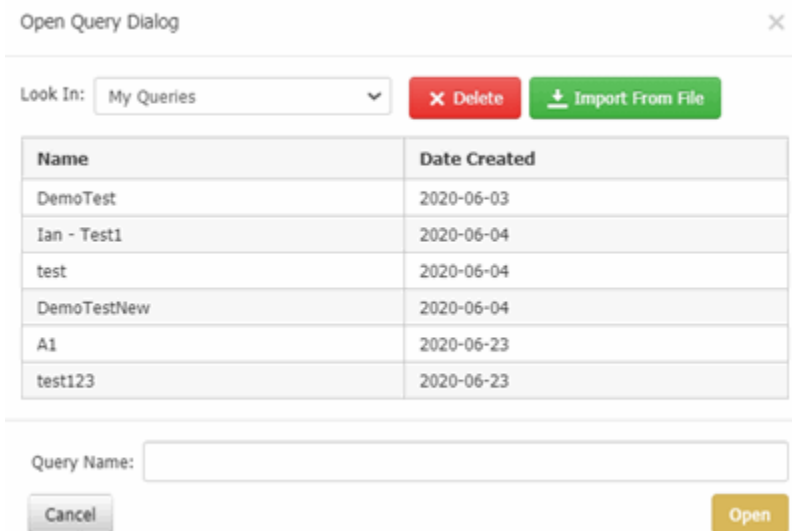 Open Query Dialog ×
Look In: My Queries Delete Import From File
Name Date Created
DemoTest 2020-06-03
Ian - Test1 2020-06-04
test 2020-06-04
DemoTestNew 2020-06-04
A1 2020-06-23
test123 2020-06-23
Query Name:
Cancel Open